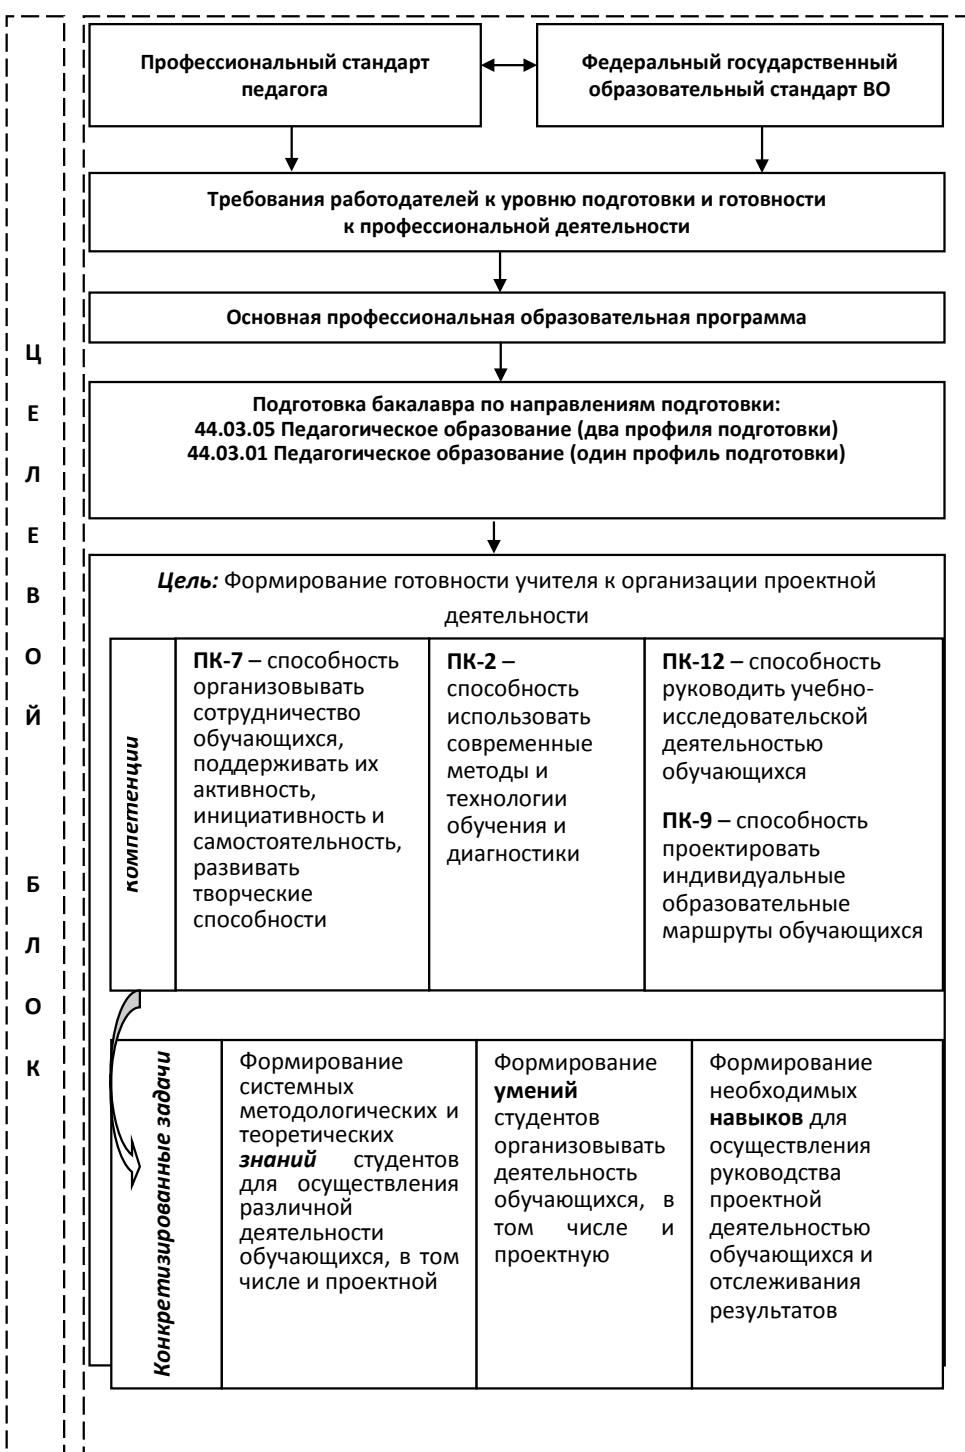 Профессиональный стандарт
педагога
Федеральный государственный
образовательный стандарт ВО
Требования работодателей к уровню подготовки и готовности
к профессиональной деятельности
Основная профессиональная образовательная программа
Подготовка бакалавра по направлениям подготовки:
44.03.05 Педагогическое образование (два профиля подготовки)
44.03.01 Педагогическое образование (один профиль подготовки)
ЦЕЛЕВОЙ БЛОК
Цель: Формирование готовности учителя к организации проектной
деятельности
компетенции
ПК-7 – способность
организовывать
сотрудничество
обучающихся,
поддерживать их
активность,
инициативность и
самостоятельность,
развивать
творческие
способности
ПК-2 –
способность
использовать
современные
методы и
технологии
обучения и
диагностики
ПК-12 – способность
руководить учебно-
исследовательской
деятельностью
обучающихся
ПК-9 – способность
проектировать
индивидуальные
образовательные
маршруты обучающихся
Конкретизированные задачи
Формирование
системных
методологических и
теоретических
знаний студентов
для осуществления
различной
деятельности
обучающихся, в том
числе и проектной
Формирование
умений
студентов
организовывать
деятельность
обучающихся, в
том числе и
проектную
Формирование
необходимых
навыков для
осуществления
руководства
проектной
деятельностью
обучающихся и
отслеживания
результатов